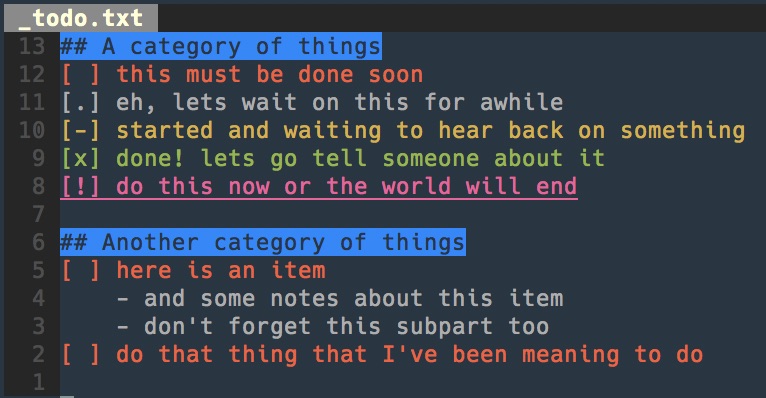 _todo.txt
13 ## A category of things
12 [ ] this must be done soon
11 [.] eh, lets wait on this for awhile
10 [-] started and waiting to hear back on something
9 [x] done! lets go tell someone about it
8 [!] do this now or the world will end
7
6 ## Another category of things
5 [ ] here is an item
4     - and some notes about this item
3     - don't forget this subpart too
2 [ ] do that thing that I've been meaning to do
1